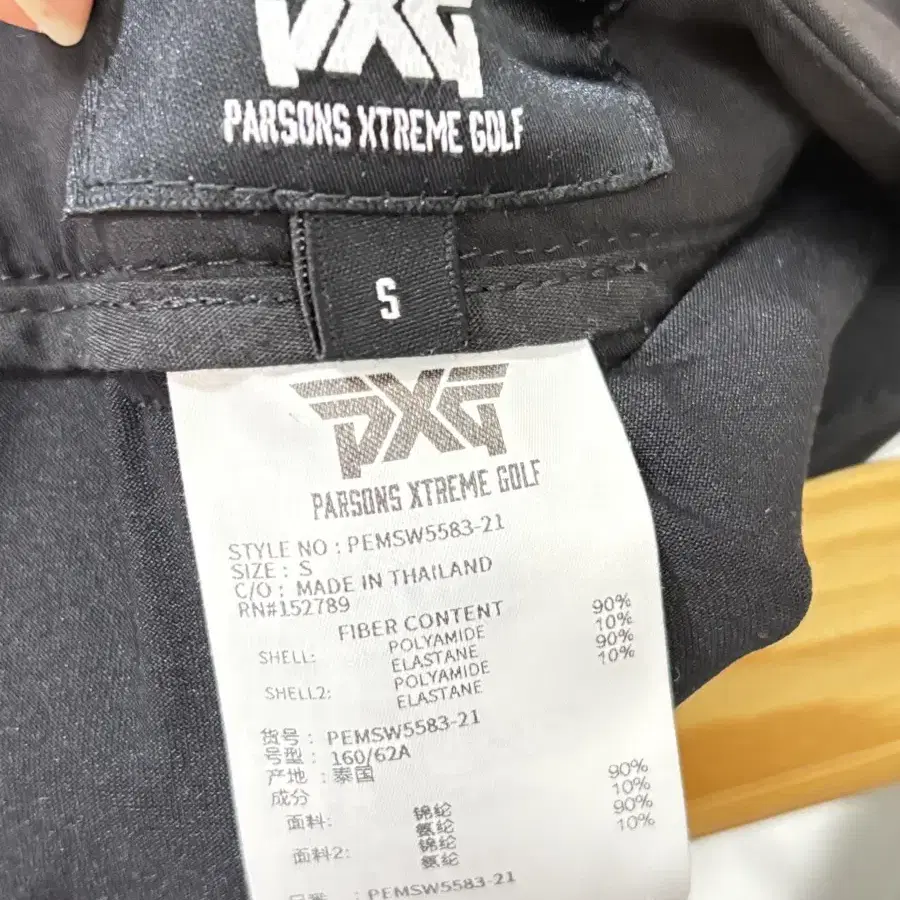 PXG
PARSONS XTREME GOLF
S
PXG
PARSONS XTREME GOLF
STYLE NO : PEMSW5583-21
SIZE : S
C/O : MADE IN THAILAND
RN#152789
FIBER CONTENT
SHELL: POLYAMIDE 90%
ELASTANE 10%
SHELL2: POLYAMIDE 90%
ELASTANE 10%
货号 : PEMSW5583-21
号型 : 160/62A
产地 : 泰国
成分
面料: 锦纶 90%
氨纶 10%
面料2: 锦纶 90%
氨纶 10%
: PEMSW5583-21